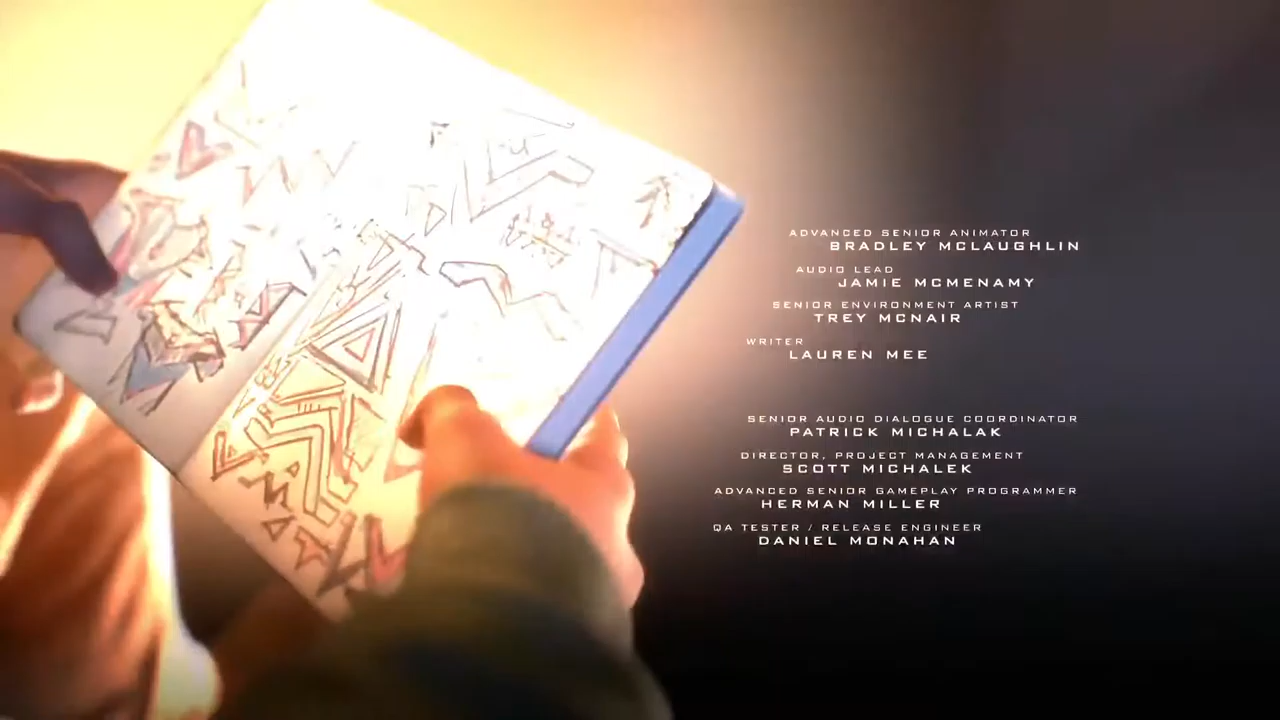 ADVANCED SENIOR ANIMATOR
BRADLEY MCLAUGHLIN
AUDIO LEAD
JAMIE MCMENAMY
SENIOR ENVIRONMENT ARTIST
TREY MCNAIR
WRITER
LAUREN MEE
SENIOR AUDIO DIALOGUE COORDINATOR
PATRICK MICHALAK
DIRECTOR, PROJECT MANAGEMENT
SCOTT MICHALEK
ADVANCED SENIOR GAMEPLAY PROGRAMMER
HERMAN MILLER
QA TESTER / RELEASE ENGINEER
DANIEL MONAHAN